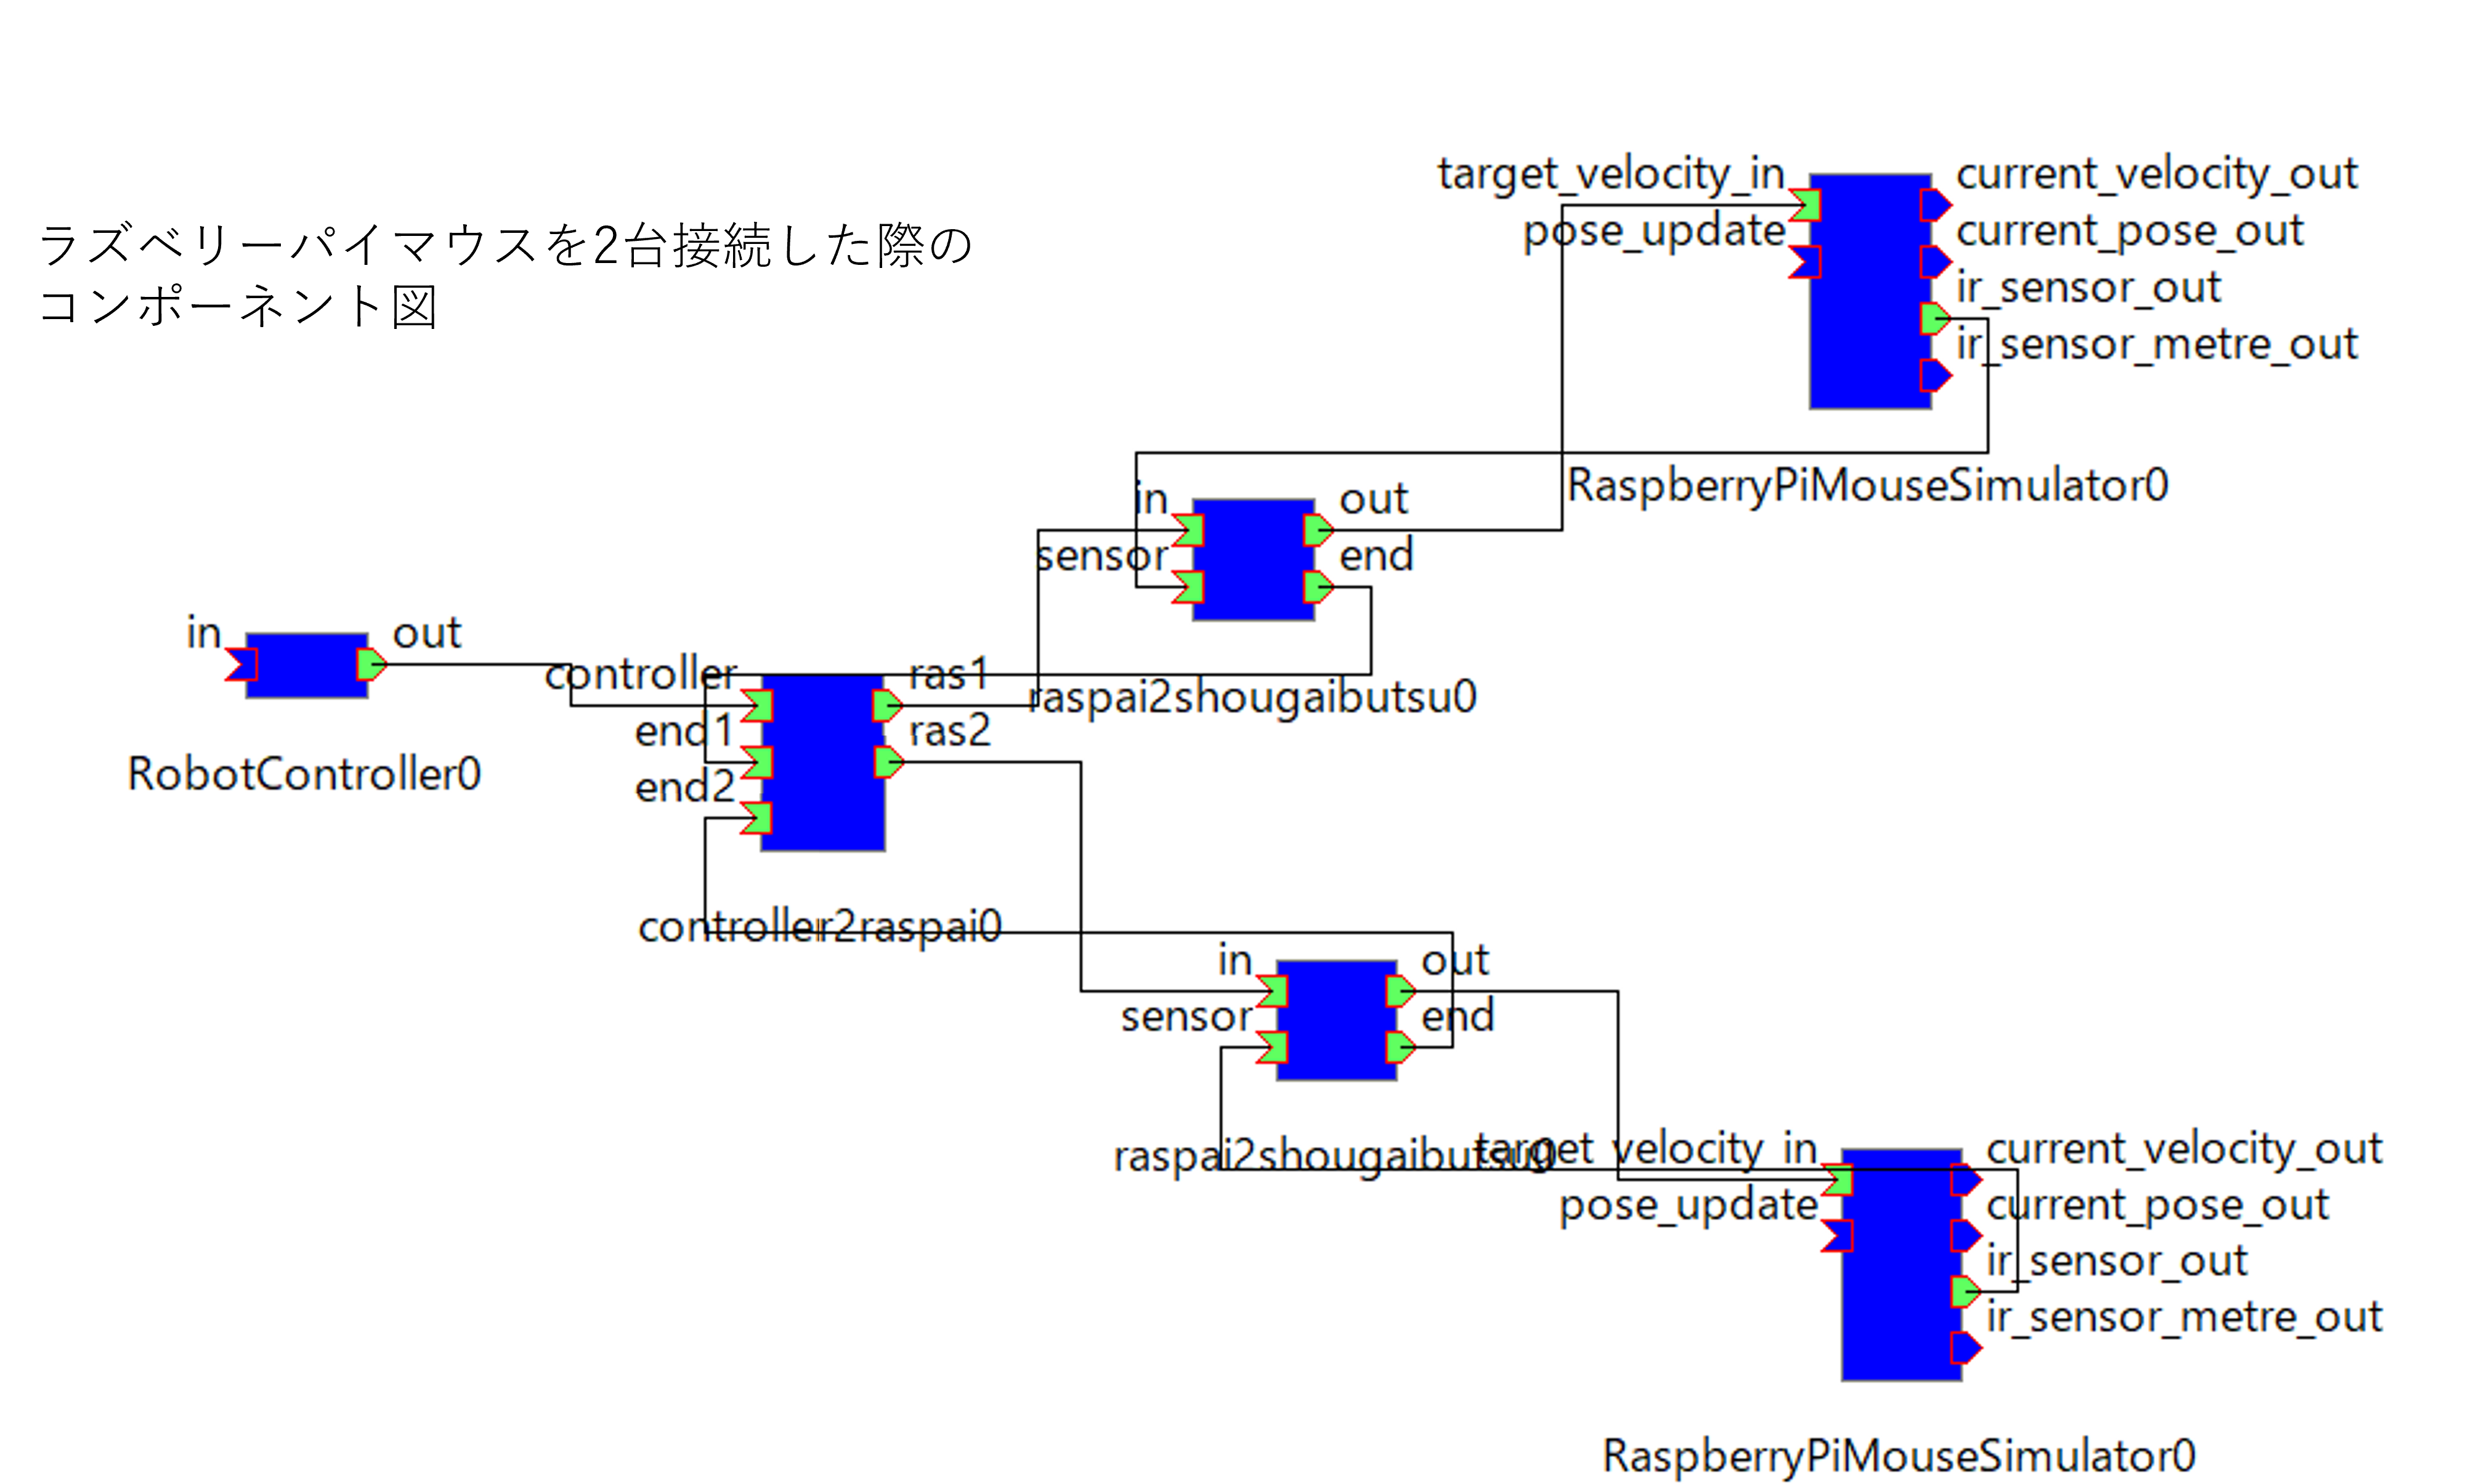 ラズベリーパイマウスを2台接続した際の
コンポーネント図
target_velocity_in
pose_update
current_velocity_out
current_pose_out
ir_sensor_out
ir_sensor_metre_out
RaspberryPiMouseSimulator0
in
sensor
out
end
raspai2shougaibutsu0
in
out
RobotController0
controller
end1
end2
ras1
ras2
controller2raspai0
in
sensor
out
end
raspai2shougaibutsu0
target_velocity_in
pose_update
current_velocity_out
current_pose_out
ir_sensor_out
ir_sensor_metre_out
RaspberryPiMouseSimulator0